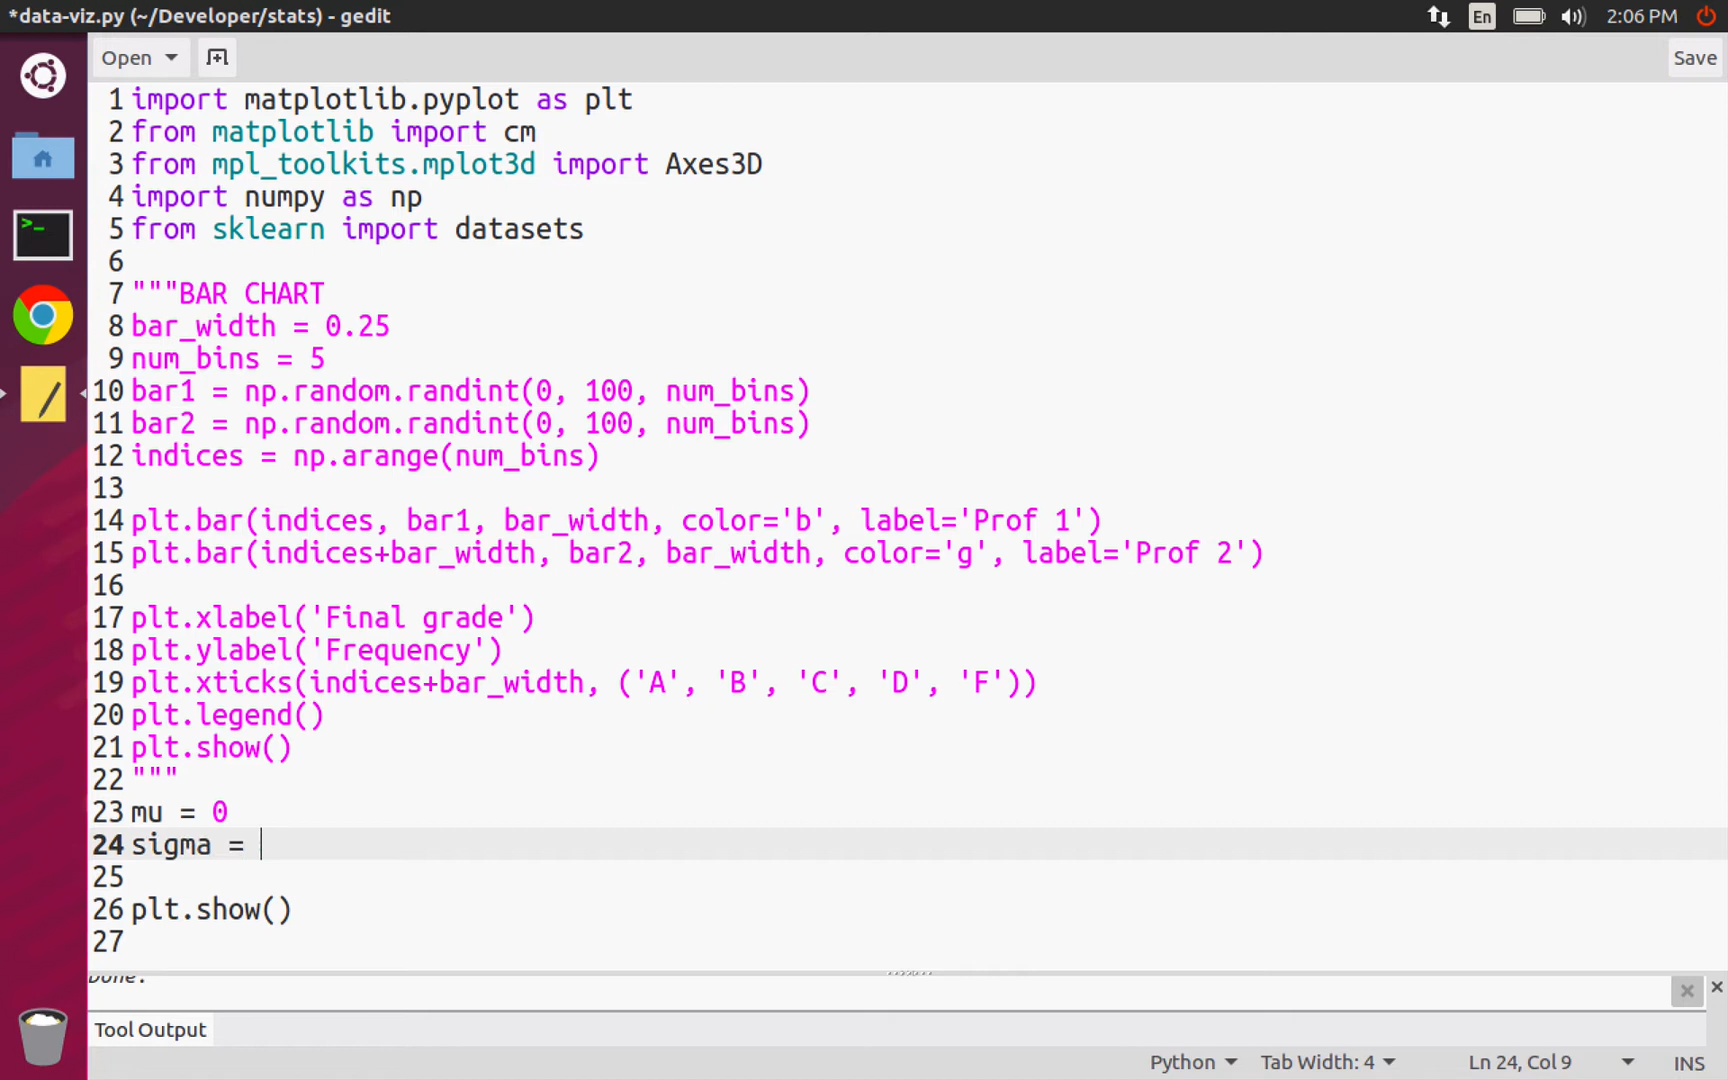 *data-viz.py (~/Developer/stats) - gedit
En
2:06 PM
Open
Save
1 import matplotlib.pyplot as plt
2 from matplotlib import cm
3 from mpl_toolkits.mplot3d import Axes3D
4 import numpy as np
5 from sklearn import datasets
6
7 """BAR CHART
8 bar_width = 0.25
9 num_bins = 5
10 bar1 = np.random.randint(0, 100, num_bins)
11 bar2 = np.random.randint(0, 100, num_bins)
12 indices = np.arange(num_bins)
13
14 plt.bar(indices, bar1, bar_width, color='b', label='Prof 1')
15 plt.bar(indices+bar_width, bar2, bar_width, color='g', label='Prof 2')
16
17 plt.xlabel('Final grade')
18 plt.ylabel('Frequency')
19 plt.xticks(indices+bar_width, ('A', 'B', 'C', 'D', 'F'))
20 plt.legend()
21 plt.show()
22 """
23 mu = 0
24 sigma =
25
26 plt.show()
27
Done.
Tool Output
Python
Tab Width: 4
Ln 24, Col 9
INS